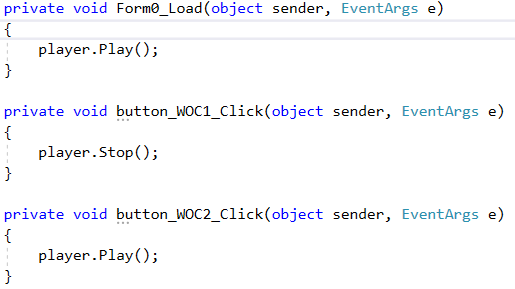 private void Form0_Load(object sender, EventArgs e)
{
    player.Play();
}

private void button_WOC1_Click(object sender, EventArgs e)
{
    player.Stop();
}

private void button_WOC2_Click(object sender, EventArgs e)
{
    player.Play();
}